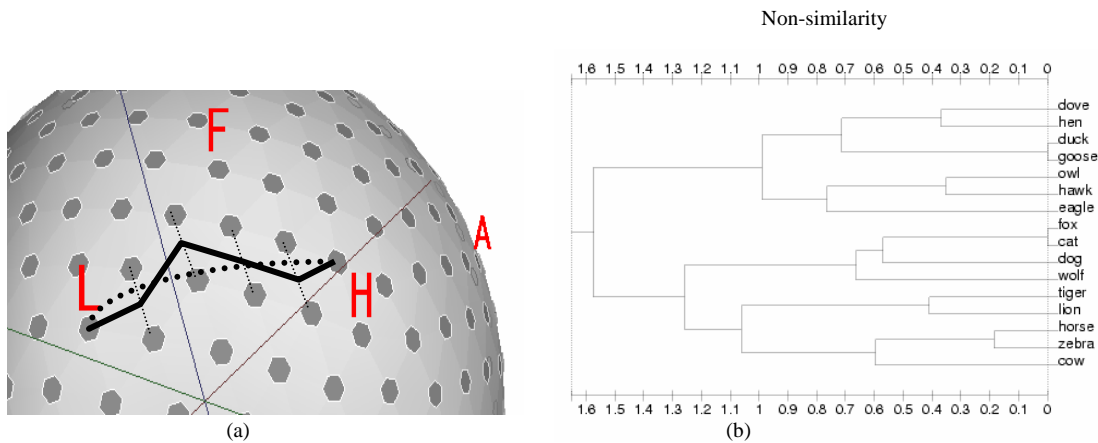 Non-similarity
F
A
L
H
(a)
1.6 1.5 1.4 1.3 1.2 1.1 1 0.9 0.8 0.7 0.6 0.5 0.4 0.3 0.2 0.1 0
dove
hen
duck
goose
owl
hawk
eagle
fox
cat
dog
wolf
tiger
lion
horse
zebra
cow
1.6 1.5 1.4 1.3 1.2 1.1 1 0.9 0.8 0.7 0.6 0.5 0.4 0.3 0.2 0.1 0
(b)